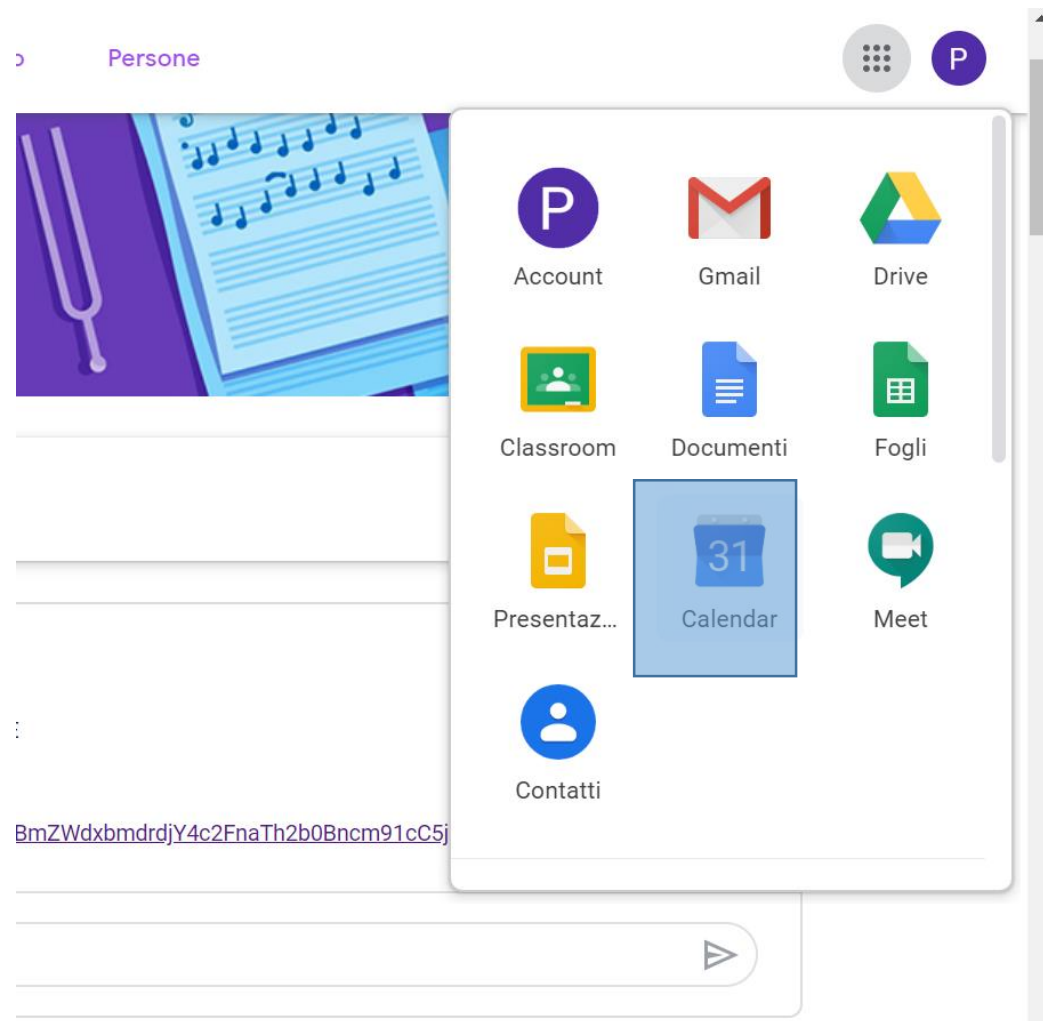 Persone
P
P
Account Gmail Drive
Classroom Documenti Fogli
31
Presentaz... Calendar Meet
Contatti
BmZWdxbmdrdjY4c2FnaTh2b0Bncm91cC5j